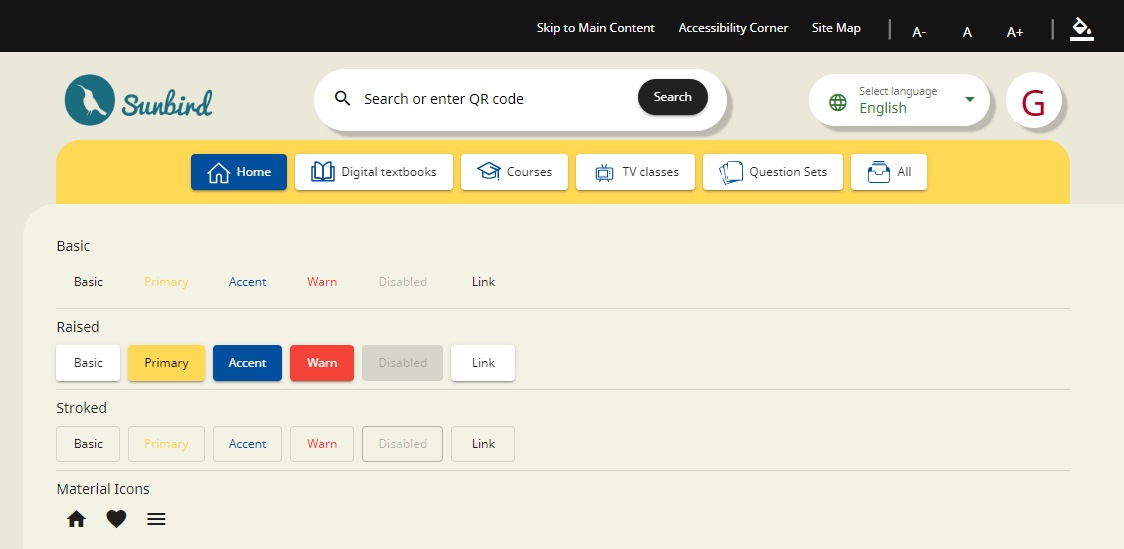 Skip to Main Content Accessibility Corner Site Map A- A A+
Sunbird
Search or enter QR code Search
Select language
English
G
Home Digital textbooks Courses TV classes Question Sets All
Basic
Basic Primary Accent Warn Disabled Link
Raised
Basic Primary Accent Warn Disabled Link
Stroked
Basic Primary Accent Warn Disabled Link
Material Icons